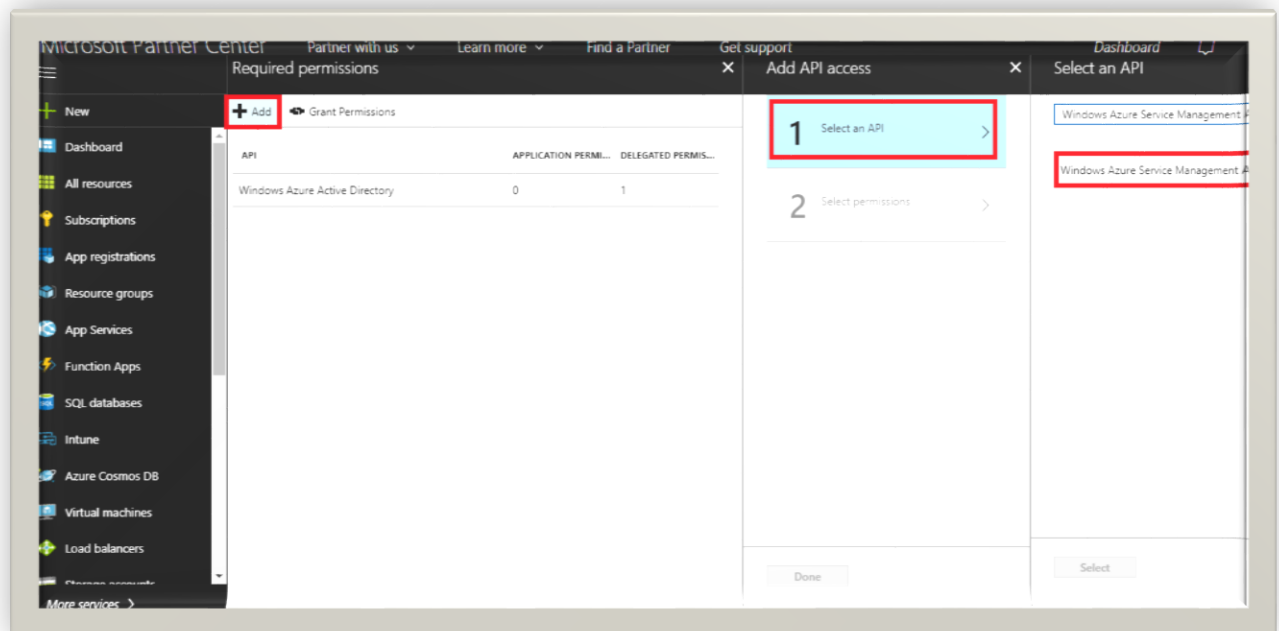 Microsoft Partner Center Partner with us Learn more Find a Partner Get support Dashboard
Required permissions
Add API access
Select an API
New
Add
Grant Permissions
Dashboard
All resources
Subscriptions
App registrations
Resource groups
App Services
Function Apps
SQL databases
Intune
Azure Cosmos DB
Virtual machines
Load balancers
Storage accounts
More services >
API APPLICATION PERMI... DELEGATED PERMIS...
Windows Azure Active Directory 0 1
1 Select an API
2 Select permissions
Done
Windows Azure Service Management A
Windows Azure Service Management A
Select